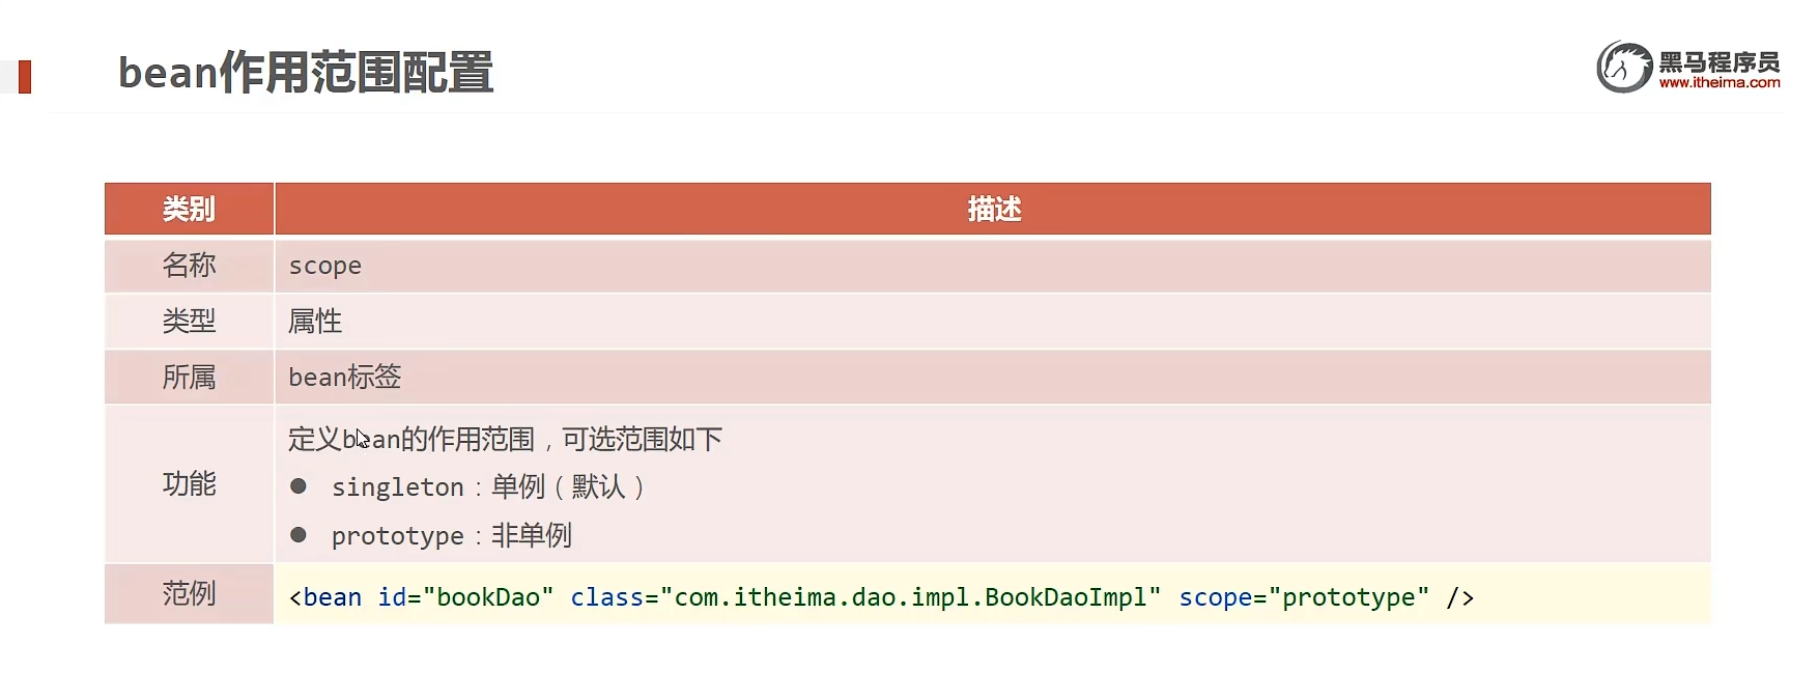 bean作用范围配置
黑马程序员
www.itheima.com
类别 描述
名称 scope
类型 属性
所属 bean标签
功能 定义bean的作用范围，可选范围如下
● singleton：单例（默认）
● prototype：非单例
范例 <bean id="bookDao" class="com.itheima.dao.impl.BookDaoImpl" scope="prototype" />